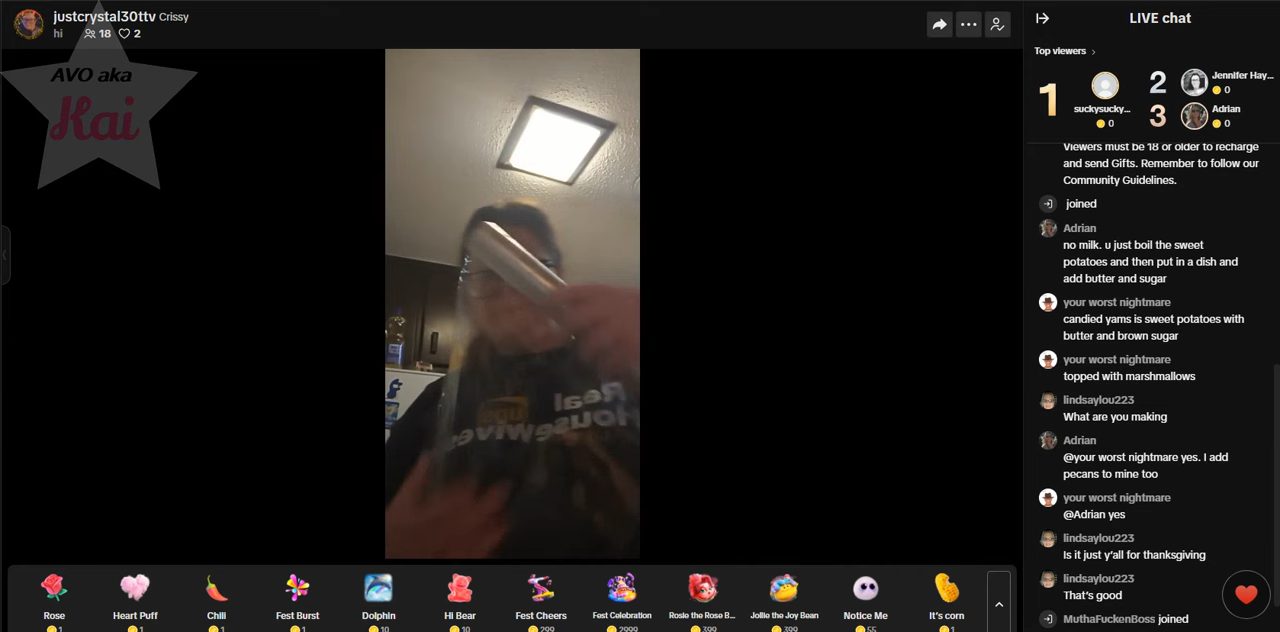 justcrystal30ttv Crissy
hi 18 2
AVO aka
Kai
LIVE chat
Top viewers
1
suckysucky...
0
2
Jennifer Hay...
0
3
Adrian
0
Viewers must be 18 or older to recharge
and send Gifts. Remember to follow our
Community Guidelines.
joined
Adrian
no milk. u just boil the sweet
potatoes and then put in a dish and
add butter and sugar
your worst nightmare
candied yams is sweet potatoes with
butter and brown sugar
your worst nightmare
topped with marshmallows
lindsaylou223
What are you making
Adrian
@your worst nightmare yes. I add
pecans to mine too
your worst nightmare
@Adrian yes
lindsaylou223
Is it just y'all for thanksgiving
lindsaylou223
That's good
MuthaFuckenBoss joined
Real
Housewives
Rose
1
Heart Puff
1
Chili
1
Fest Burst
1
Dolphin
10
Hi Bear
10
Fest Cheers
299
Fest Celebration
2999
Rosie the Rose B...
399
Jollie the Joy Bean
399
Notice Me
55
It's corn
1